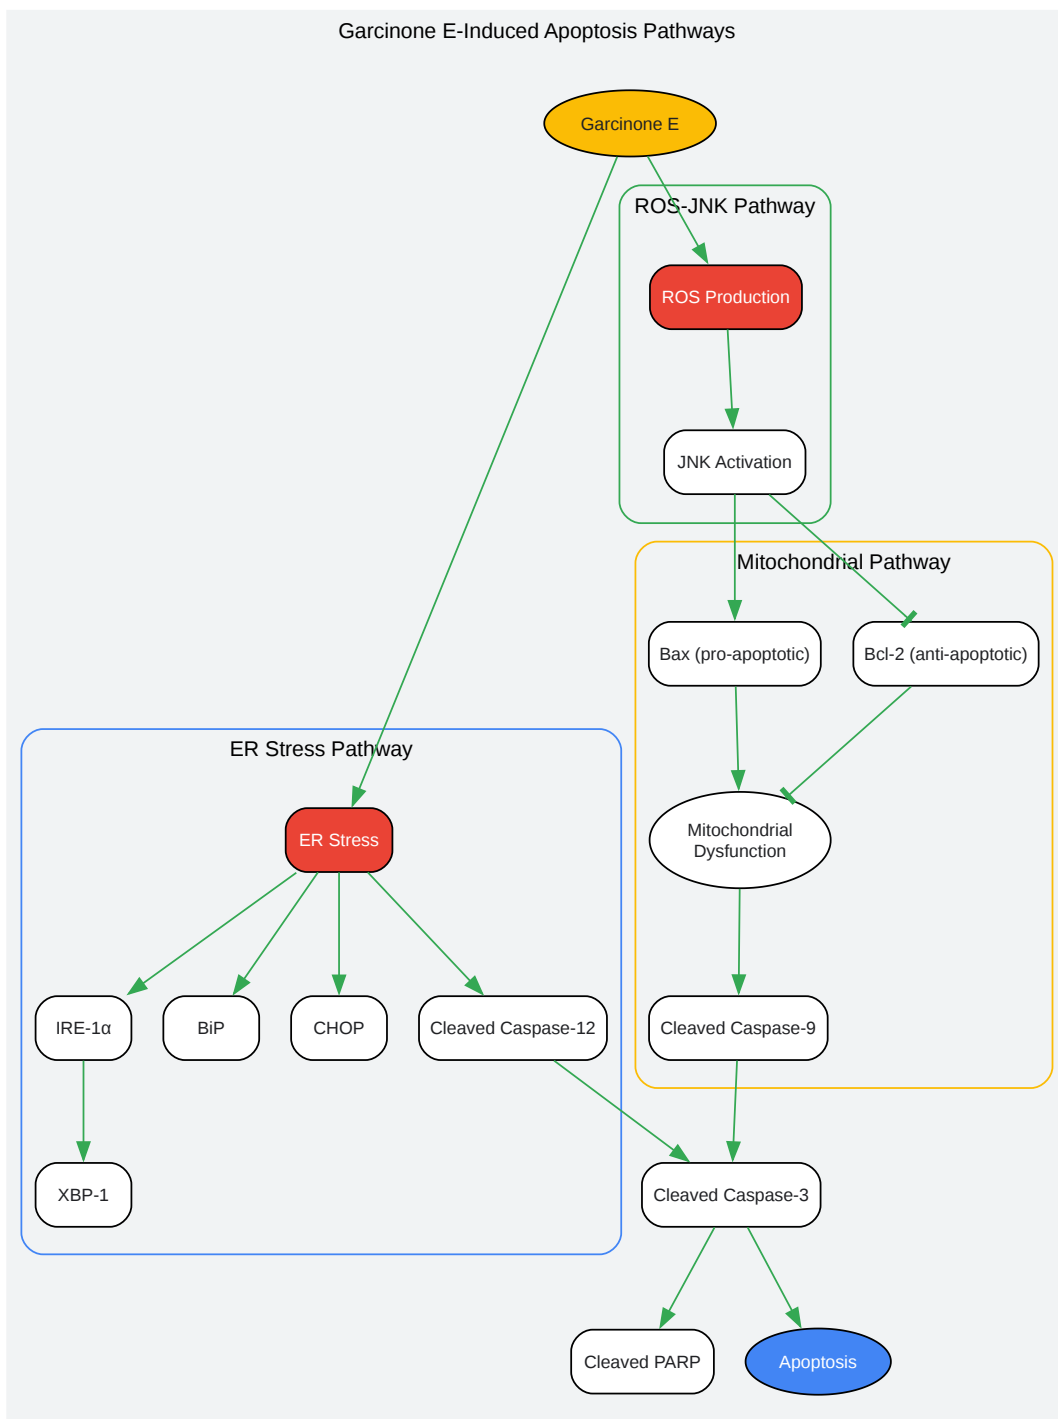 Garcinone E-Induced Apoptosis Pathways
Garcinone E
ROS-JNK Pathway
ROS Production
JNK Activation
Mitochondrial Pathway
Bax (pro-apoptotic)
Bcl-2 (anti-apoptotic)
ER Stress Pathway
ER Stress
Mitochondrial
Dysfunction
IRE-1α
BiP
CHOP
Cleaved Caspase-12
Cleaved Caspase-9
XBP-1
Cleaved Caspase-3
Cleaved PARP
Apoptosis